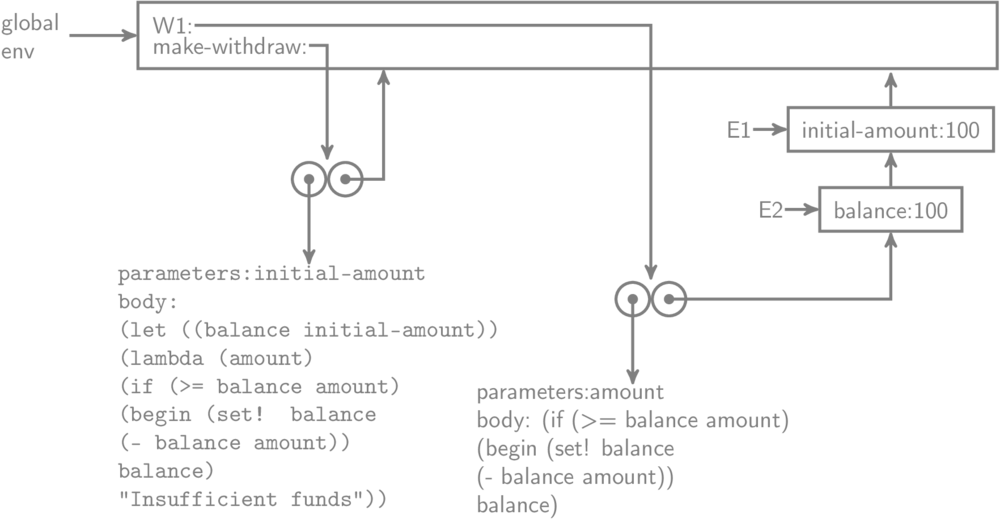 global
env
W1:
make-withdraw:
E1
initial-amount:100
E2
balance:100
parameters:initial-amount
body:
(let ((balance initial-amount))
(lambda (amount)
(if (>= balance amount)
(begin (set! balance
(- balance amount))
balance)
"Insufficient funds"))
parameters:amount
body: (if (>= balance amount)
(begin (set! balance
(- balance amount))
balance)